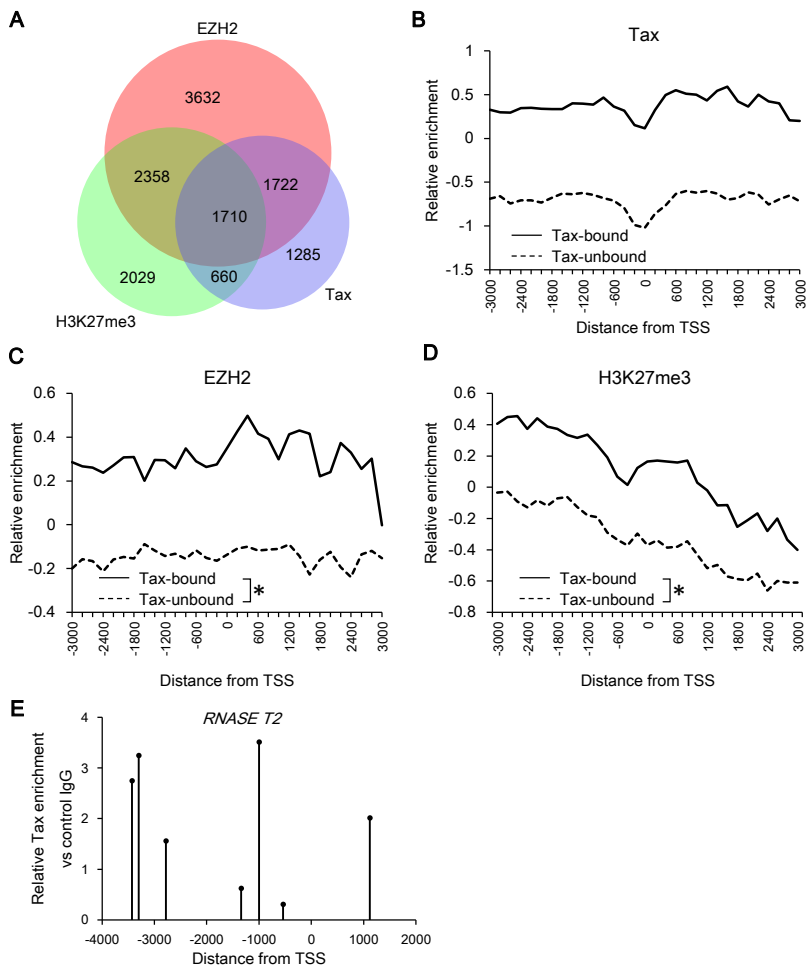 A
EZH2
3632
2358
1722
1710
2029
660
1285
H3K27me3
Tax
B
Tax
Relative enrichment
1
0.5
0
-0.5
-1
-1.5
Tax-bound
Tax-unbound
-3000
-2400
-1800
-1200
-600
0
600
1200
1800
2400
3000
Distance from TSS
C
EZH2
Relative enrichment
0.6
0.4
0.2
0
-0.2
-0.4
Tax-bound
Tax-unbound
*
-3000
-2400
-1800
-1200
-600
0
600
1200
1800
2400
3000
Distance from TSS
D
H3K27me3
Relative enrichment
0.6
0.4
0.2
0
-0.2
-0.4
-0.6
-0.8
Tax-bound
Tax-unbound
*
-3000
-2400
-1800
-1200
-600
0
600
1200
1800
2400
3000
Distance from TSS
E
RNASE T2
Relative Tax enrichment
vs control IgG
4
3
2
1
0
-4000 -3000 -2000 -1000 0 1000 2000
Distance from TSS